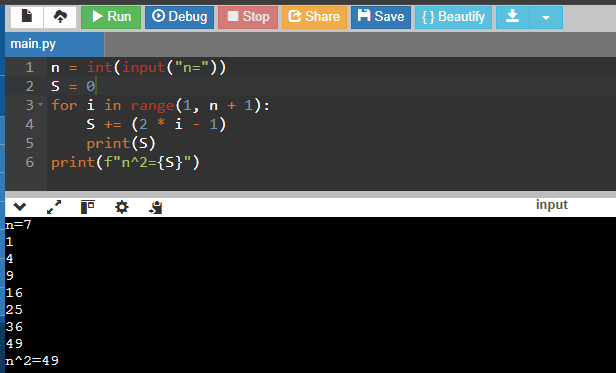 Run Debug Stop Share Save { } Beautify
main.py
1 n = int(input("n="))
2 S = 0
3 for i in range(1, n + 1):
4     S += (2 * i - 1)
5     print(S)
6 print(f"n^2={S}")
input
n=7
1
4
9
16
25
36
49
n^2=49